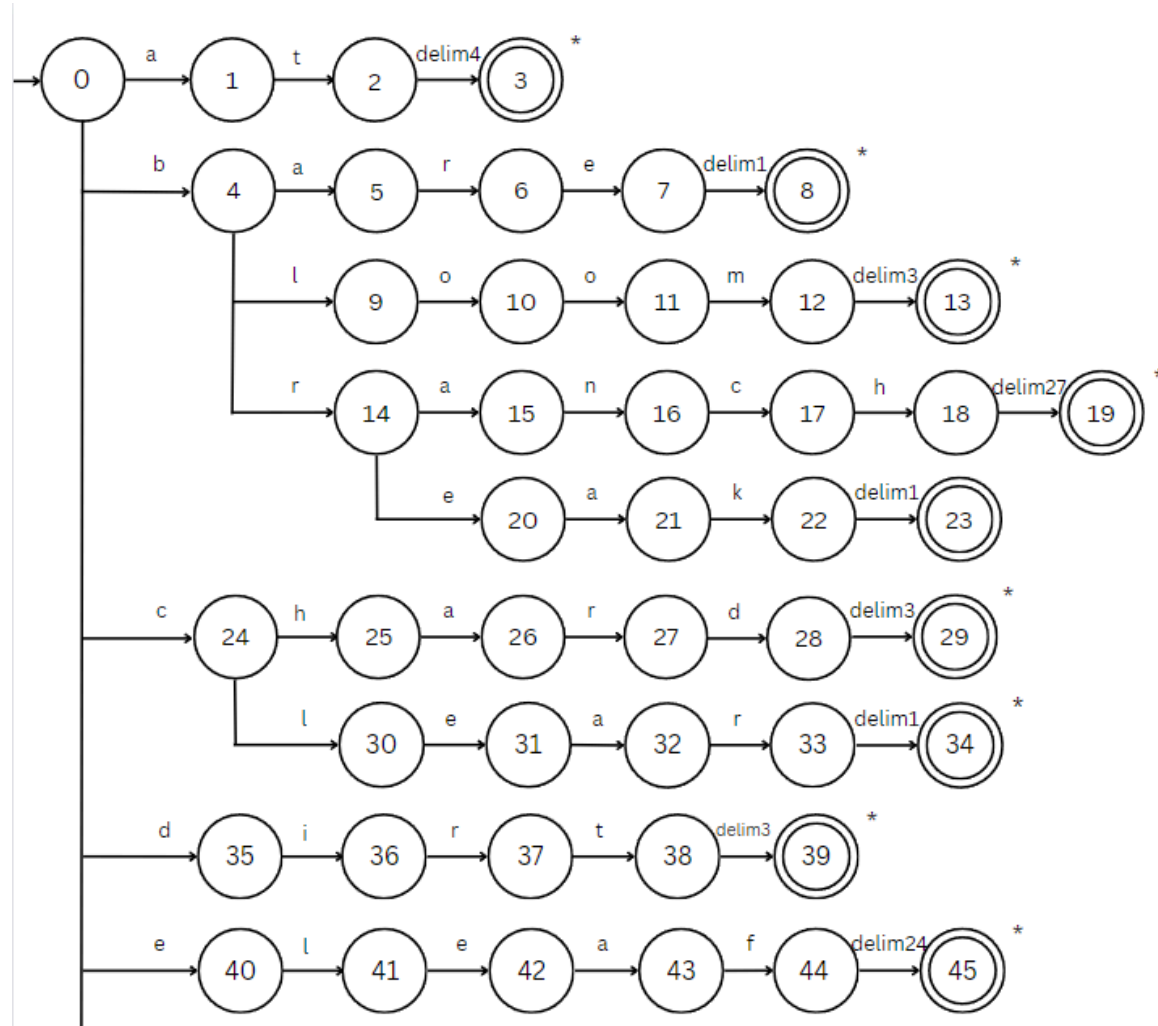 0 a 1 t 2 delim4 3 *
b 4 a 5 r 6 e 7 delim1 8 *
l 9 o 10 o 11 m 12 delim3 13 *
r 14 a 15 n 16 c 17 h 18 delim27 19 *
e 20 a 21 k 22 delim1 23
c 24 h 25 a 26 r 27 d 28 delim3 29 *
l 30 e 31 a 32 r 33 delim1 34 *
d 35 i 36 r 37 t 38 delim3 39 *
e 40 l 41 e 42 a 43 f 44 delim24 45 *